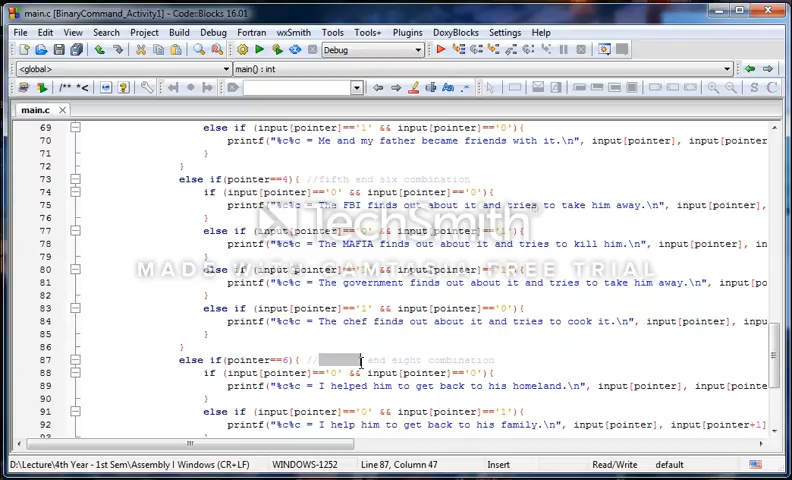 main.c [BinaryCommand_Activity1] - Code::Blocks 16.01
File Edit View Search Project Build Debug Fortran wxSmith Tools Tools+ Plugins DoxyBlocks Settings Help
Debug
<global> main() : int
/** *<
Aa
S C
main.c
69 else if (input[pointer]=='1' && input[pointer]=='0'){
70 printf("%c%c = Me and my father became friends with it.\n", input[pointer], input[pointer
71 }
72 }
73 else if(pointer==4){ //fifth and six combination
74 if (input[pointer]=='0' && input[pointer]=='0'){
75 printf("%c%c = The FBI finds out about it and tries to take him away.\n", input[pointer],
76 }
77 else if (input[pointer]=='0' && input[pointer]=='1'){
78 printf("%c%c = The MAFIA finds out about it and tries to kill him.\n", input[pointer], in
79 }
80 else if (input[pointer]=='1' && input[pointer]=='1'){
81 printf("%c%c = The government finds out about it and tries to take him away.\n", input[po
82 }
83 else if (input[pointer]=='1' && input[pointer]=='0'){
84 printf("%c%c = The chef finds out about it and tries to cook it.\n", input[pointer], inpu
85 }
86 }
87 else if(pointer==6){ // and eight combination
88 if (input[pointer]=='0' && input[pointer]=='0'){
89 printf("%c%c = I helped him to get back to his homeland.\n", input[pointer], input[pointe
90 }
91 else if (input[pointer]=='0' && input[pointer]=='1'){
92 printf("%c%c = I help him to get back to his family.\n", input[pointer], input[pointer+1]
93 }
TechSmith
MADE WITH CAMTASIA FREE TRIAL
D:\Lecture\4th Year - 1st Sem\Assembly l Windows (CR+LF) WINDOWS-1252 Line 87, Column 47 Insert Read/Write default